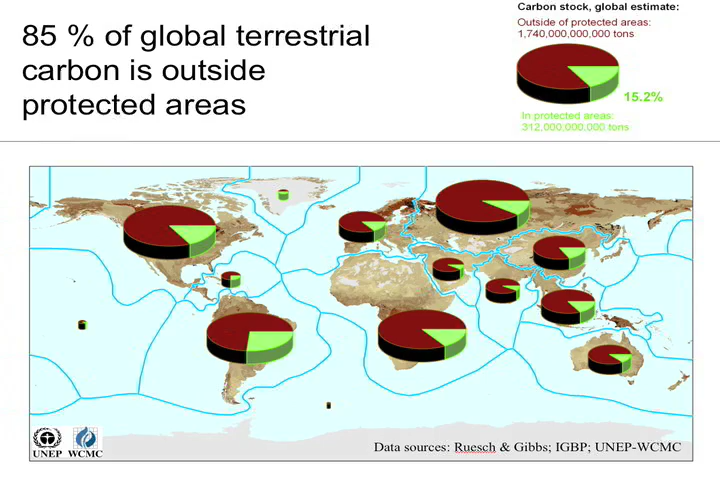 85 % of global terrestrial
carbon is outside
protected areas
Carbon stock, global estimate:
Outside of protected areas:
1,740,000,000,000 tons
15.2%
In protected areas:
312,000,000,000 tons
UNEP WCMC
Data sources: Ruesch & Gibbs; IGBP; UNEP-WCMC